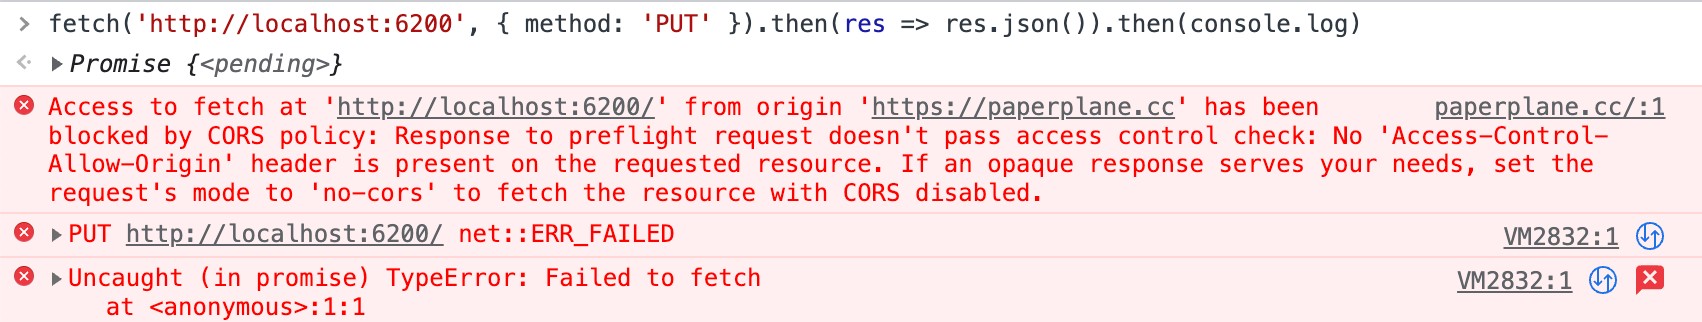 fetch('http://localhost:6200', { method: 'PUT' }).then(res => res.json()).then(console.log)
Promise {<pending>}
Access to fetch at 'http://localhost:6200/' from origin 'https://paperplane.cc' has been paperplane.cc/:1
blocked by CORS policy: Response to preflight request doesn't pass access control check: No 'Access-Control-
Allow-Origin' header is present on the requested resource. If an opaque response serves your needs, set the
request's mode to 'no-cors' to fetch the resource with CORS disabled.
PUT http://localhost:6200/ net::ERR_FAILED VM2832:1
Uncaught (in promise) TypeError: Failed to fetch VM2832:1
at <anonymous>:1:1